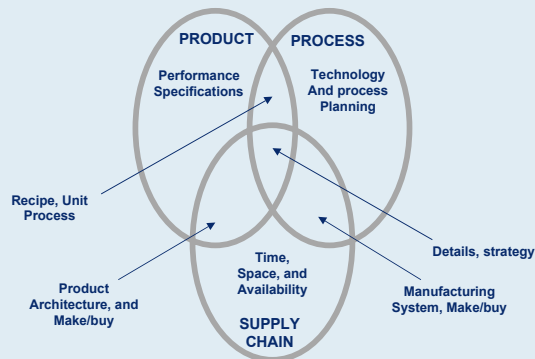 PRODUCT
PROCESS
Performance
Specifications
Technology
And process
Planning
Recipe, Unit
Process
Details, strategy
Time,
Space, and
Availability
Product
Architecture, and
Make/buy
Manufacturing
System, Make/buy
SUPPLY
CHAIN